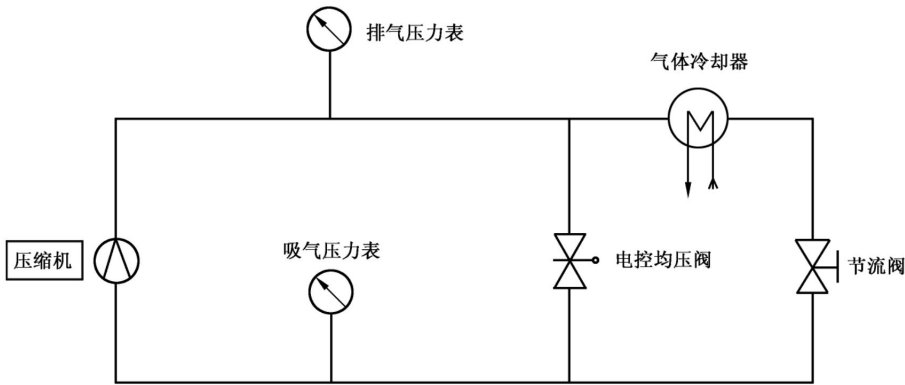 排气压力表
气体冷却器
吸气压力表
压缩机
电控均压阀
节流阀